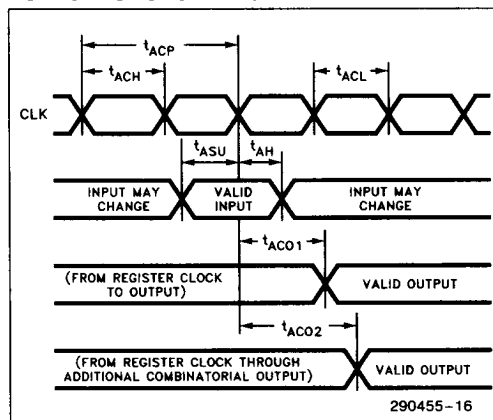 tACP
tACH
tACL
CLK
tASU
tAH
INPUT MAY
CHANGE
VALID
INPUT
INPUT MAY
CHANGE
tACO1
(FROM REGISTER CLOCK
TO OUTPUT)
VALID OUTPUT
tACO2
(FROM REGISTER CLOCK THROUGH
ADDITIONAL COMBINATORIAL OUTPUT)
VALID OUTPUT
290455-16